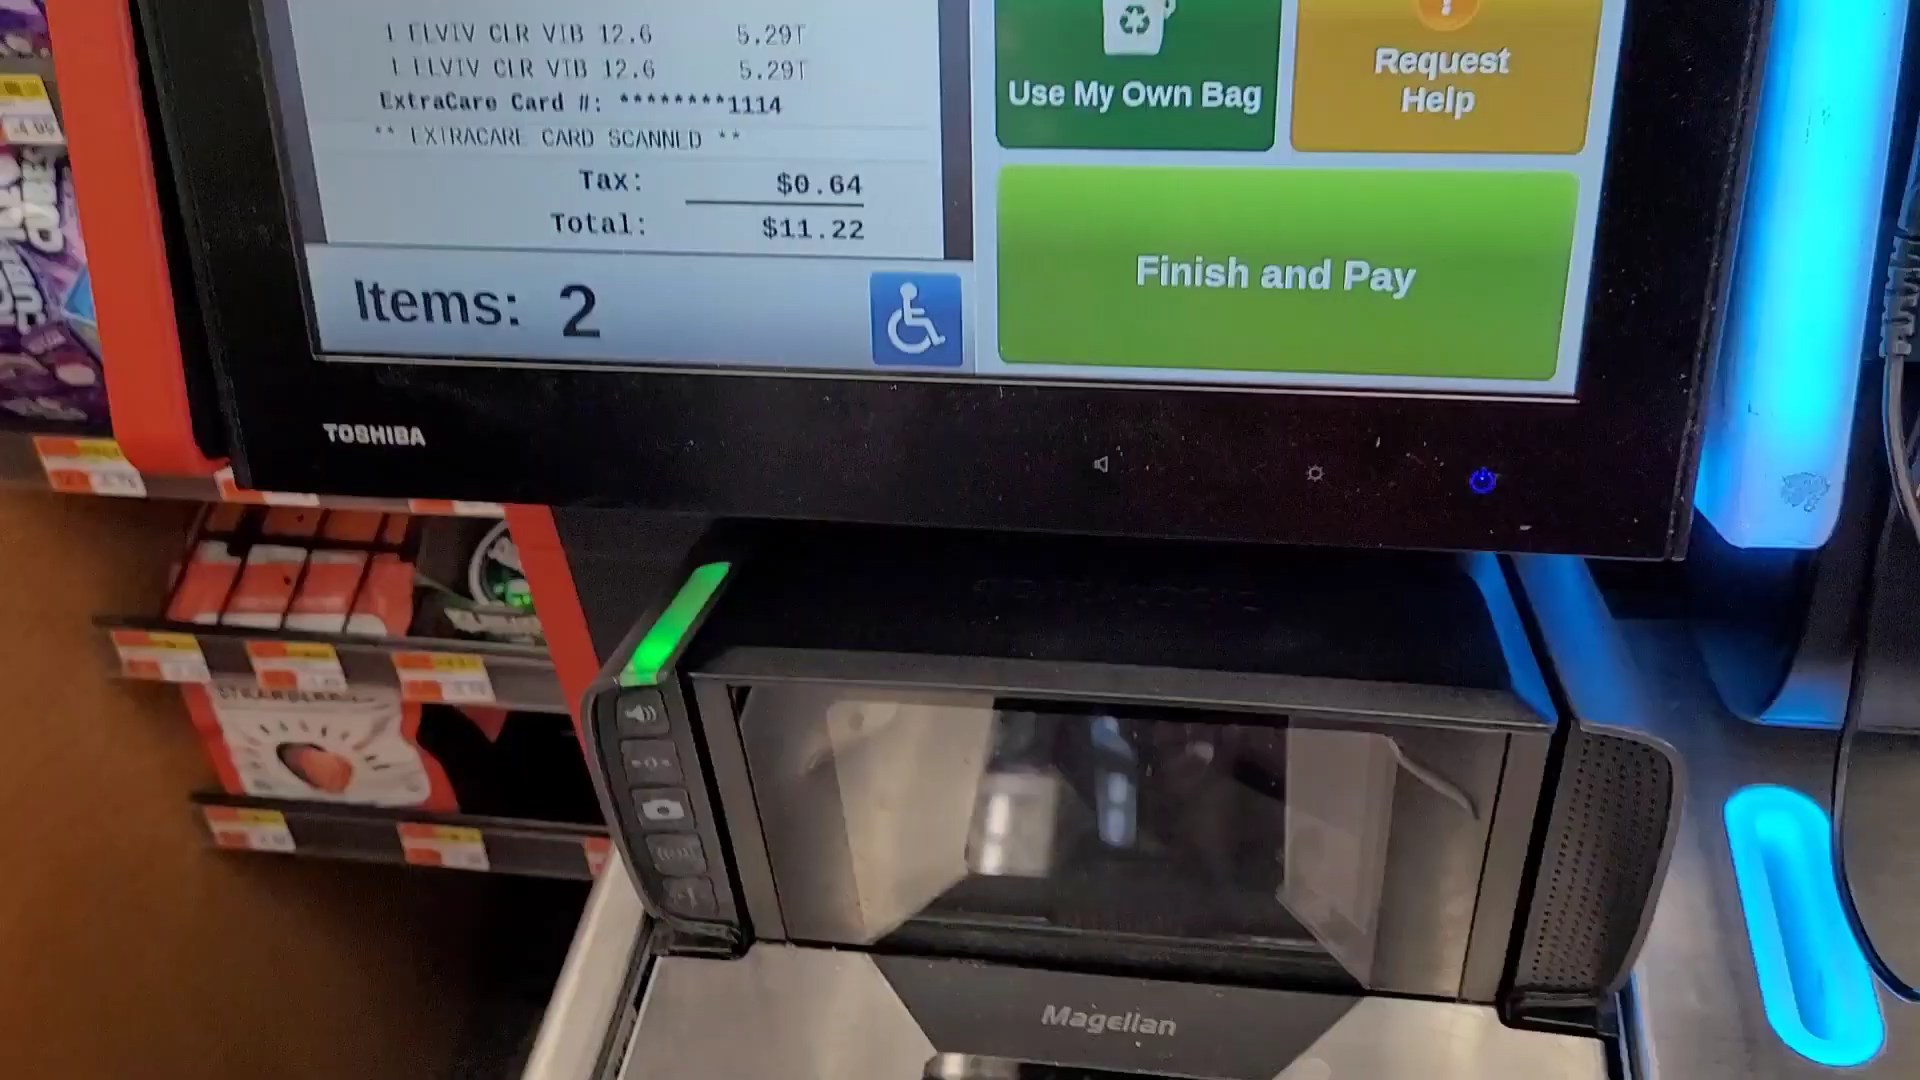 1 ELVIV CLR VIB 12.6 5.29T
1 ELVIV CLR VIB 12.6 5.29T
ExtraCare Card #: ********1114
** EXTRACARE CARD SCANNED **
Tax: $0.64
Total: $11.22
Items: 2
Use My Own Bag
Request
Help
Finish and Pay
TOSHIBA
Magellan